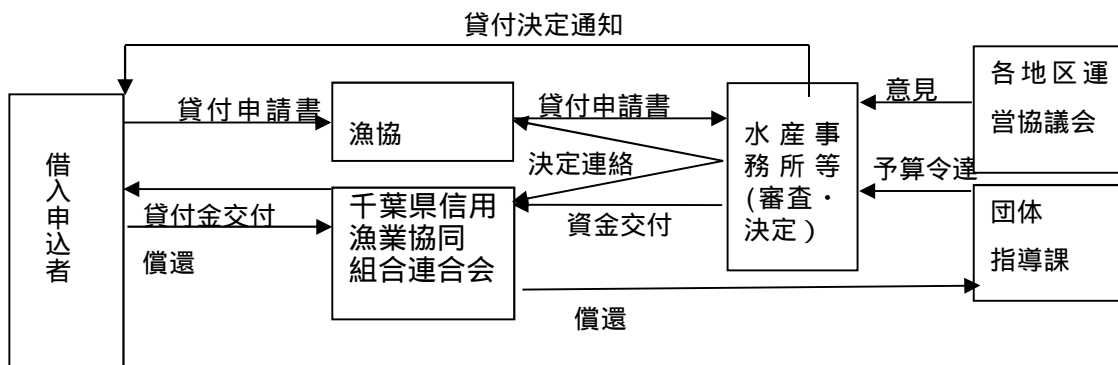 貸付決定通知
各地区運
営協議会
意見
貸付申請書
貸付申請書
漁協
水産事
務所等
(審査・
決定)
借入申込者
決定連絡
予算令達
千葉県信用
漁業協同
組合連合会
貸付金交付
資金交付
団体
指導課
償還
償還